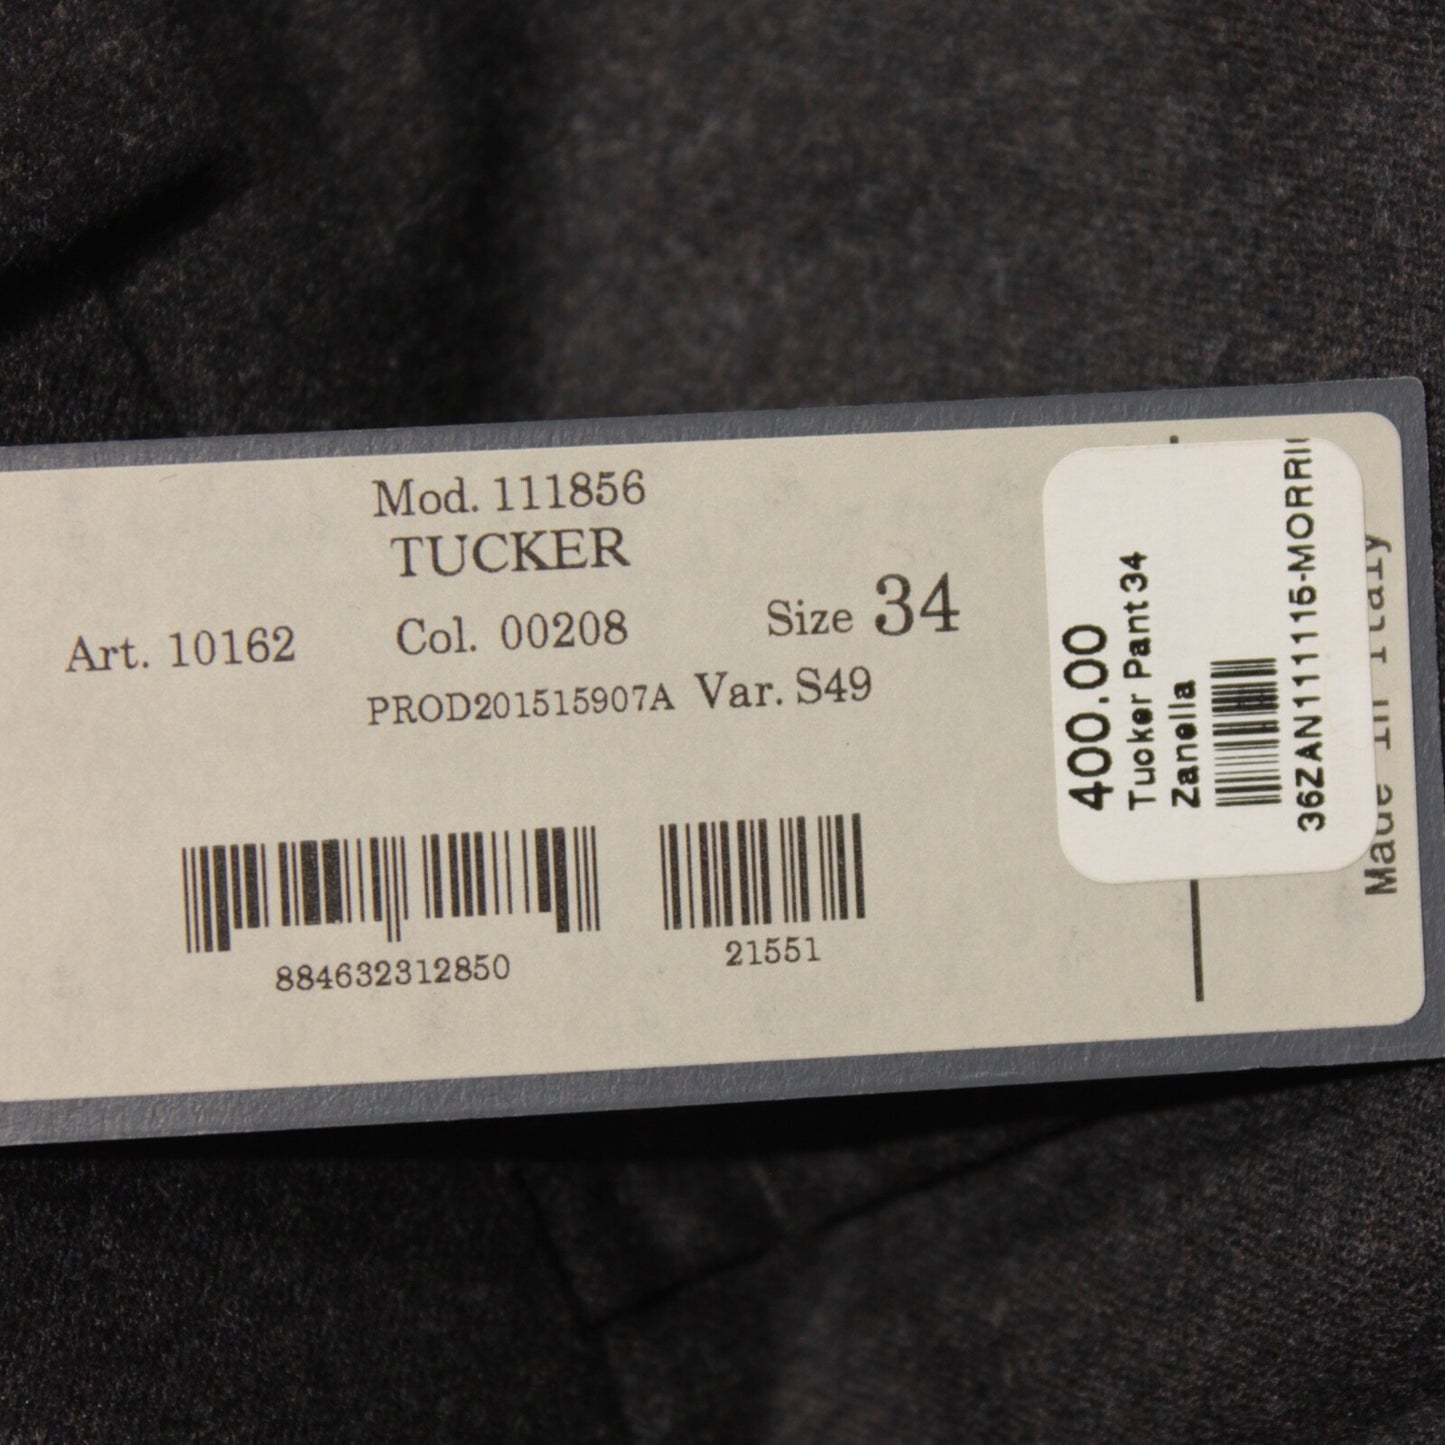 Mod. 111856
TUCKER
Art. 10162 Col. 00208 Size 34
PROD201515907A Var. S49
884632312850 21551
400.00
Tucker Pant 34
Zanella
36ZAN111115-MORRI
Made in Italy